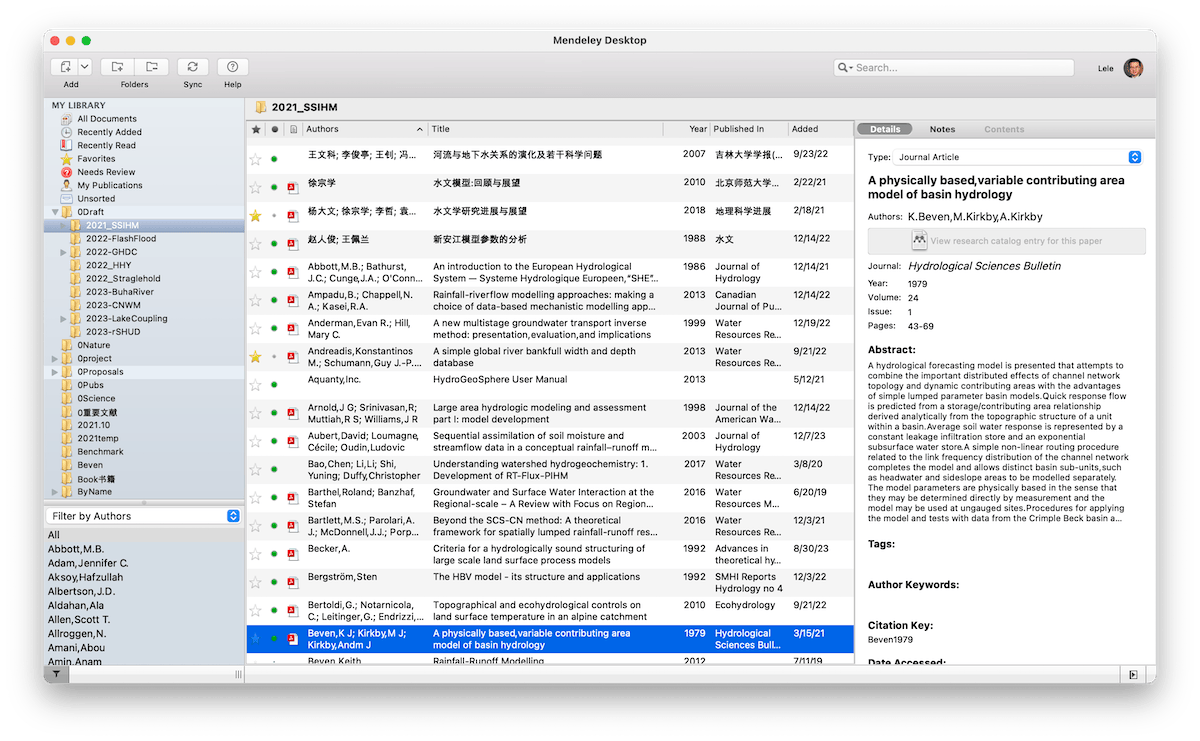 Mendeley Desktop
Add
Folders
Sync
Help
Search...
Lele
MY LIBRARY
All Documents
Recently Added
Recently Read
Favorites
Needs Review
My Publications
Unsorted
0Draft
2021_SSIHM
2022-FlashFlood
2022-GHDC
2022_HHY
2022_Straglehold
2023-BuhaRiver
2023-CNWM
2023-LakeCoupling
2023-rSHUD
0Nature
0project
0Proposals
0Pubs
0Science
0重要文献
2021.10
2021temp
Benchmark
Beven
Book书籍
ByName
Filter by Authors
All
Abbott,M.B.
Adam,Jennifer C.
Aksoy,Hafzullah
Albertson,J.D.
Aldahan,Ala
Allen,Scott T.
Allroggen,N.
Amani,Abou
Amin,Anam
2021_SSIHM
Authors Title Year Published In Added
王文科; 李俊亭; 王钊; 冯... 河流与地下水关系的演化及若干科学问题 2007 吉林大学学报(... 9/23/22
徐宗学 水文模型:回顾与展望 2010 北京师范大学... 2/22/21
杨大文; 徐宗学; 李哲; 袁... 水文学研究进展与展望 2018 地理科学进展 2/18/21
赵人俊; 王佩兰 新安江模型参数的分析 1988 水文 12/14/22
Abbott,M.B.; Bathurst, An introduction to the European Hydrological 1986 Journal of 12/14/21
J.C.; Cunge,J.A.; O'Conn... System — Systeme Hydrologique Europeen,"SHE"... Hydrology
Ampadu,B.; Chappell,N. Rainfall-riverflow modelling approaches: making a 2013 Canadian 12/14/22
A.; Kasei,R.A. choice of data-based mechanistic modelling app... Journal of Pu...
Anderman,Evan R.; Hill, A new multistage groundwater transport inverse 1999 Water 12/19/22
Mary C. method: presentation,evaluation,and implications Resources Re...
Andreadis,Konstantinos A simple global river bankfull width and depth 2013 Water 9/21/22
M.; Schumann,Guy J.-P.... database Resources Re...
Aquanty,Inc. HydroGeoSphere User Manual 2013 5/12/21
Arnold,J G; Srinivasan,R; Large area hydrologic modeling and assessment 1998 Journal of the 12/14/22
Muttiah,R S; Williams,J R part I: model development American Wa...
Aubert,David; Loumagne, Sequential assimilation of soil moisture and 2003 Journal of 12/7/23
Cécile; Oudin,Ludovic streamflow data in a conceptual rainfall–runoff m... Hydrology
Bao,Chen; Li,Li; Shi, Understanding watershed hydrogeochemistry: 1. 2017 Water 3/8/20
Yuning; Duffy,Christopher Development of RT-Flux-PIHM Resources Re...
Barthel,Roland; Banzhaf, Groundwater and Surface Water Interaction at the 2016 Water 6/20/19
Stefan Regional-scale – A Review with Focus on Region... Resources M...
Bartlett,M.S.; Parolari,A. Beyond the SCS-CN method: A theoretical 2016 Water 12/3/21
J.; McDonnell,J.J.; Porp... framework for spatially lumped rainfall-runoff res... Resources Re...
Becker,A. Criteria for a hydrologically sound structuring of 1992 Advances in 8/30/23
large scale land surface process models theoretical hy...
Bergström,Sten The HBV model - its structure and applications 1992 SMHI Reports 12/3/22
Hydrology no 4
Bertoldi,G.; Notarnicola, Topographical and ecohydrological controls on 2010 Ecohydrology 9/21/22
C.; Leitinger,G.; Endrizzi,... land surface temperature in an alpine catchment
Beven,K J; Kirkby,M J; A physically based,variable contributing area 1979 Hydrological 3/15/21
Kirkby,Andm J model of basin hydrology Sciences Bull...
Beven,Keith Rainfall-Runoff Modelling 2012 7/11/19
Details Notes Contents
Type: Journal Article
A physically based,variable contributing area
model of basin hydrology
Authors: K.Beven,M.Kirkby,A.Kirkby
View research catalog entry for this paper
Journal: Hydrological Sciences Bulletin
Year: 1979
Volume: 24
Issue: 1
Pages: 43-69
Abstract:
A hydrological forecasting model is presented that attempts to
combine the important distributed effects of channel network
topology and dynamic contributing areas with the advantages
of simple lumped parameter basin models.Quick response flow
is predicted from a storage/contributing area relationship
derived analytically from the topographic structure of a unit
within a basin.Average soil water response is represented by a
constant leakage infiltration store and an exponential
subsurface water store.A simple non-linear routing procedure
related to the link frequency distribution of the channel network
completes the model and allows distinct basin sub-units,such
as headwater and sideslope areas to be modelled separately.
The model parameters are physically based in the sense that
they may be determined directly by measurement and the
model may be used at ungauged sites.Procedures for applying
the model and tests with data from the Crimple Beck basin a...
Tags:
Author Keywords:
Citation Key:
Beven1979
Date Accessed: